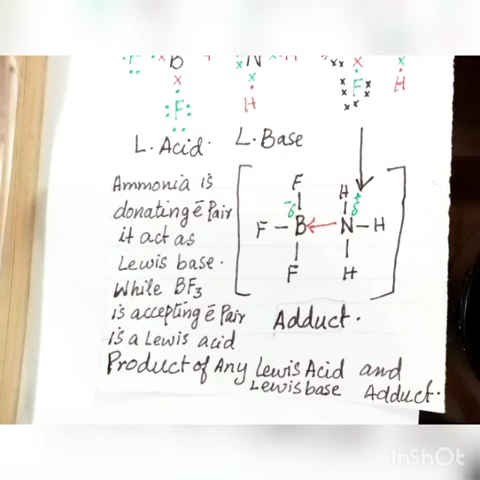 B N H
F H F H
L. Acid. L. Base
Ammonia is
donating ē Pair
it act as
Lewis base.
While BF3
is accepting ē Pair
is a Lewis acid
F H
-δ +δ
F – B ← N – H
F H
Adduct.
Product of Any Lewis Acid and
Lewis base Adduct.
InShOt